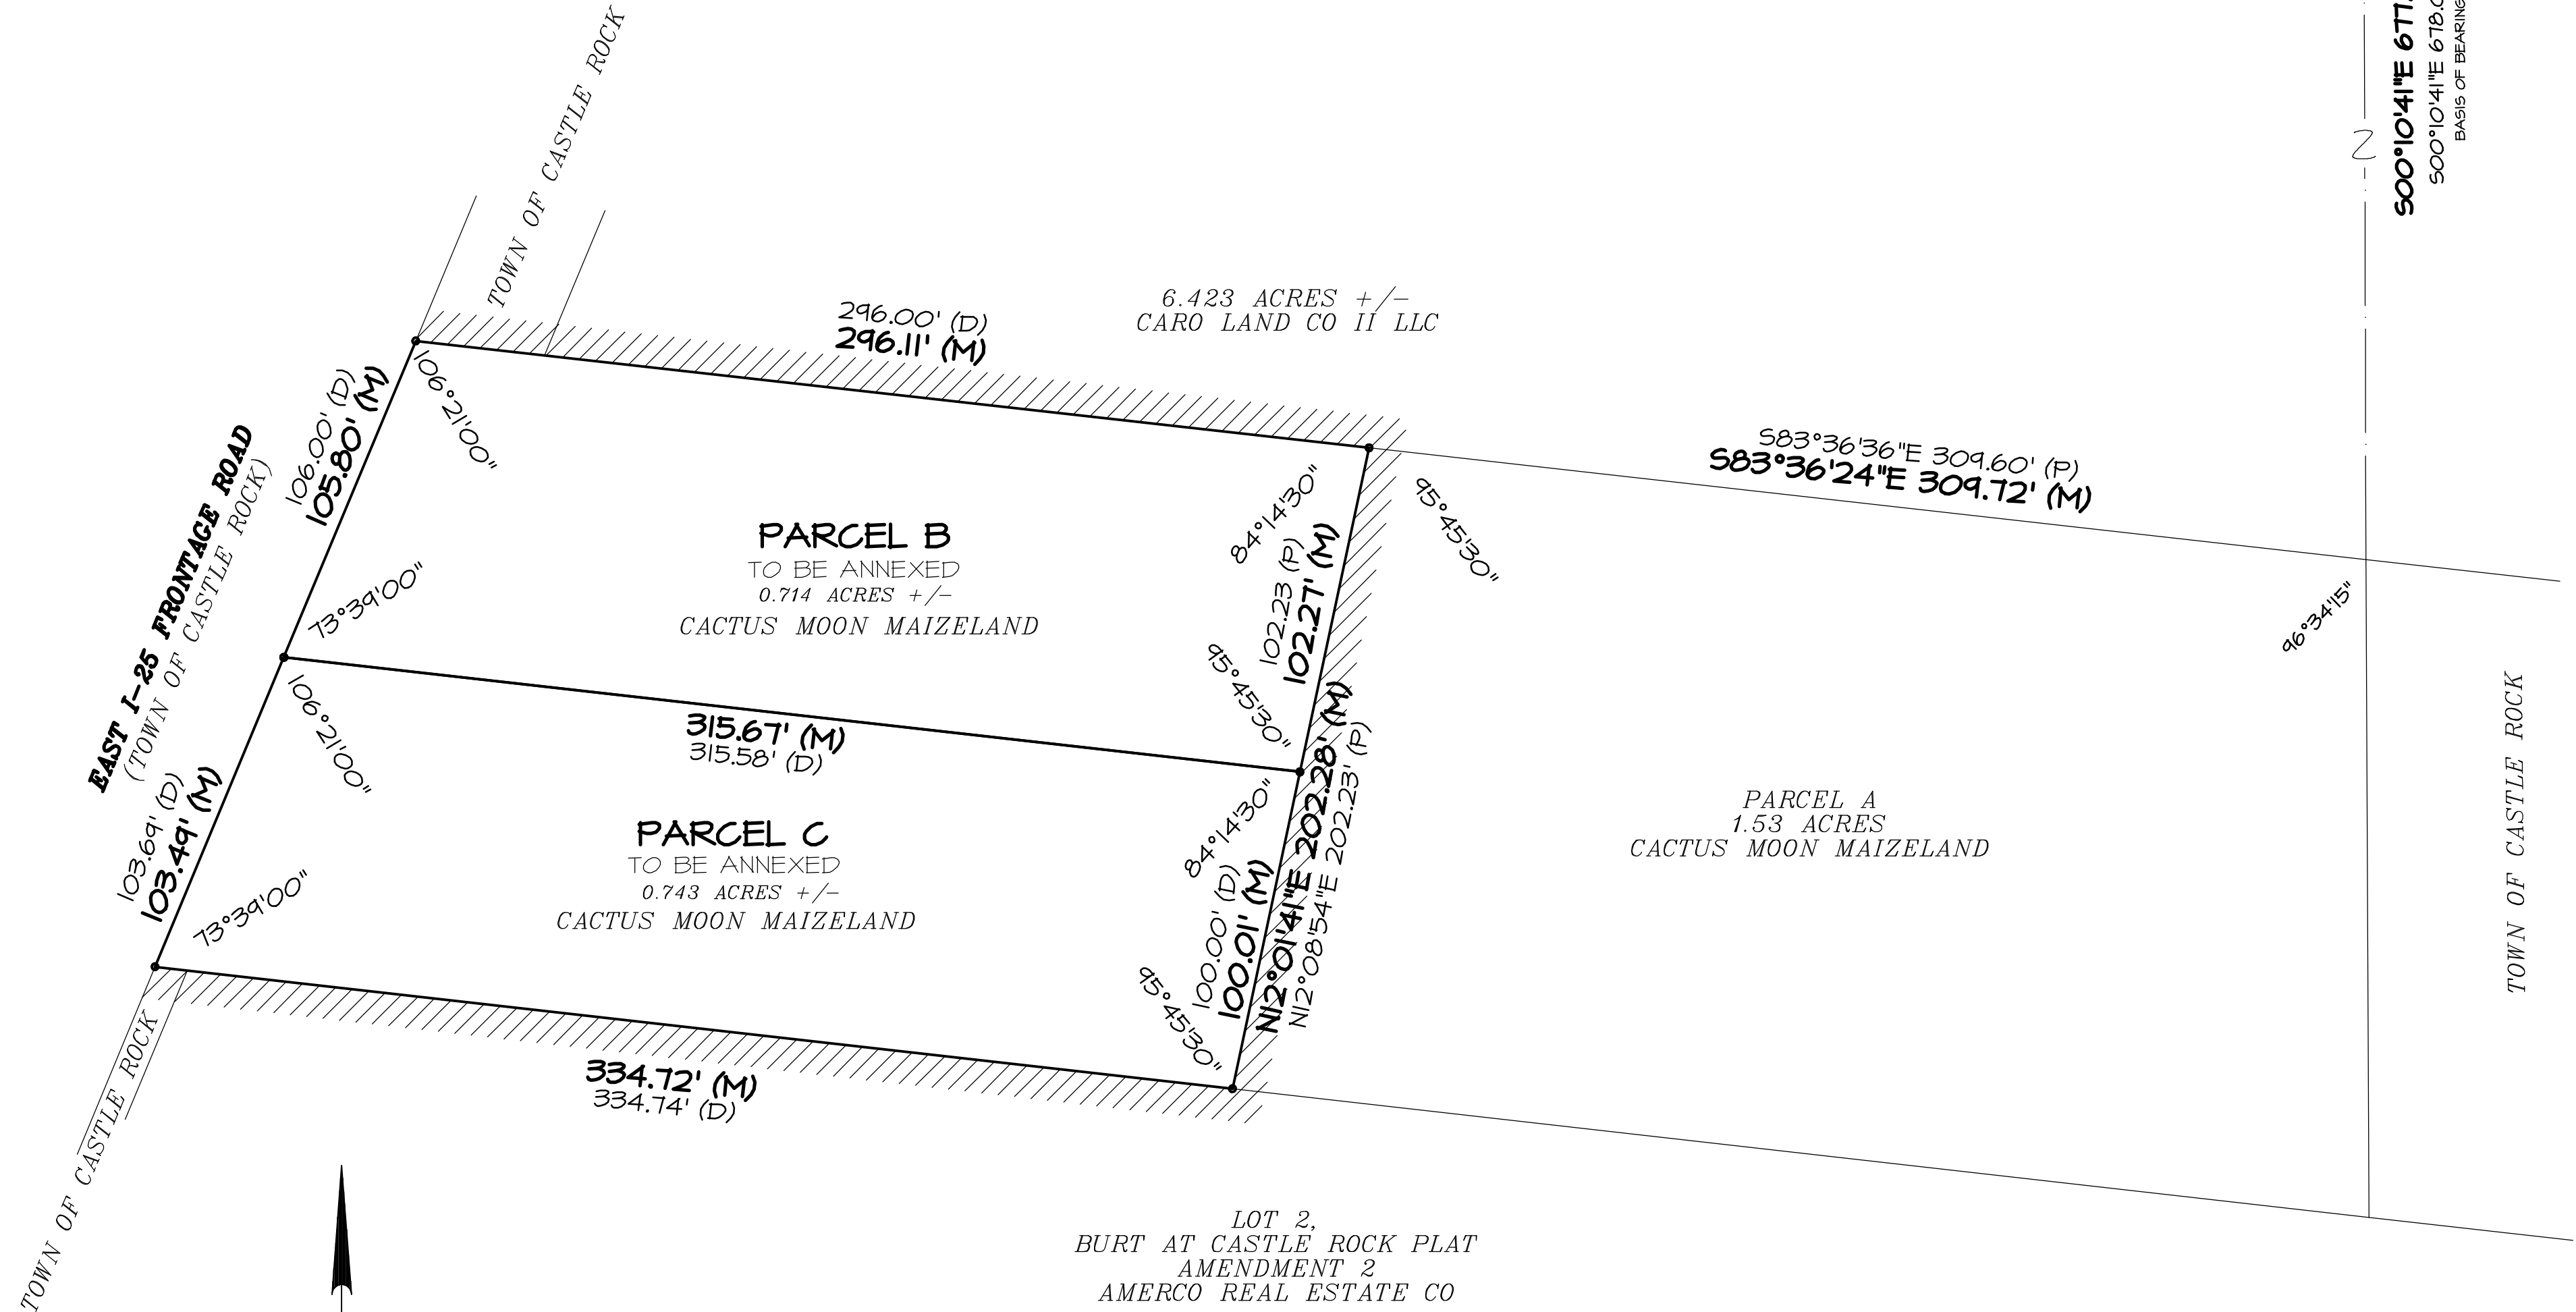 TOWN OF CASTLE ROCK
S00°10'41"E
S00°10'41"E
BASIS OF BEARING
6.423 ACRES +/-
CARO LAND CO II LLC
296.00' (D)
296.11' (M)
106.00' (D)
105.80' (M)
106°21'00"
S83°36'36"E 309.60' (P)
S83°36'24"E 309.72' (M)
EAST I-25 FRONTAGE ROAD
(TOWN OF CASTLE ROCK)
PARCEL B
TO BE ANNEXED
0.714 ACRES +/-
CACTUS MOON MAIZELAND
84°14'30"
95°45'30"
102.23 (P)
102.27' (M)
73°39'00"
95°45'30"
96°34'15"
106°21'00"
315.67' (M)
315.58' (D)
N12°01'41"E 202.28' (M)
N12°08'54"E 202.23' (P)
103.69' (D)
103.49' (M)
PARCEL C
TO BE ANNEXED
0.743 ACRES +/-
CACTUS MOON MAIZELAND
84°14'30"
100.00' (D)
100.01' (M)
73°39'00"
95°45'30"
PARCEL A
1.53 ACRES
CACTUS MOON MAIZELAND
TOWN OF CASTLE ROCK
334.72' (M)
334.74' (D)
TOWN OF CASTLE ROCK
LOT 2,
BURT AT CASTLE ROCK PLAT
AMENDMENT 2
AMERCO REAL ESTATE CO